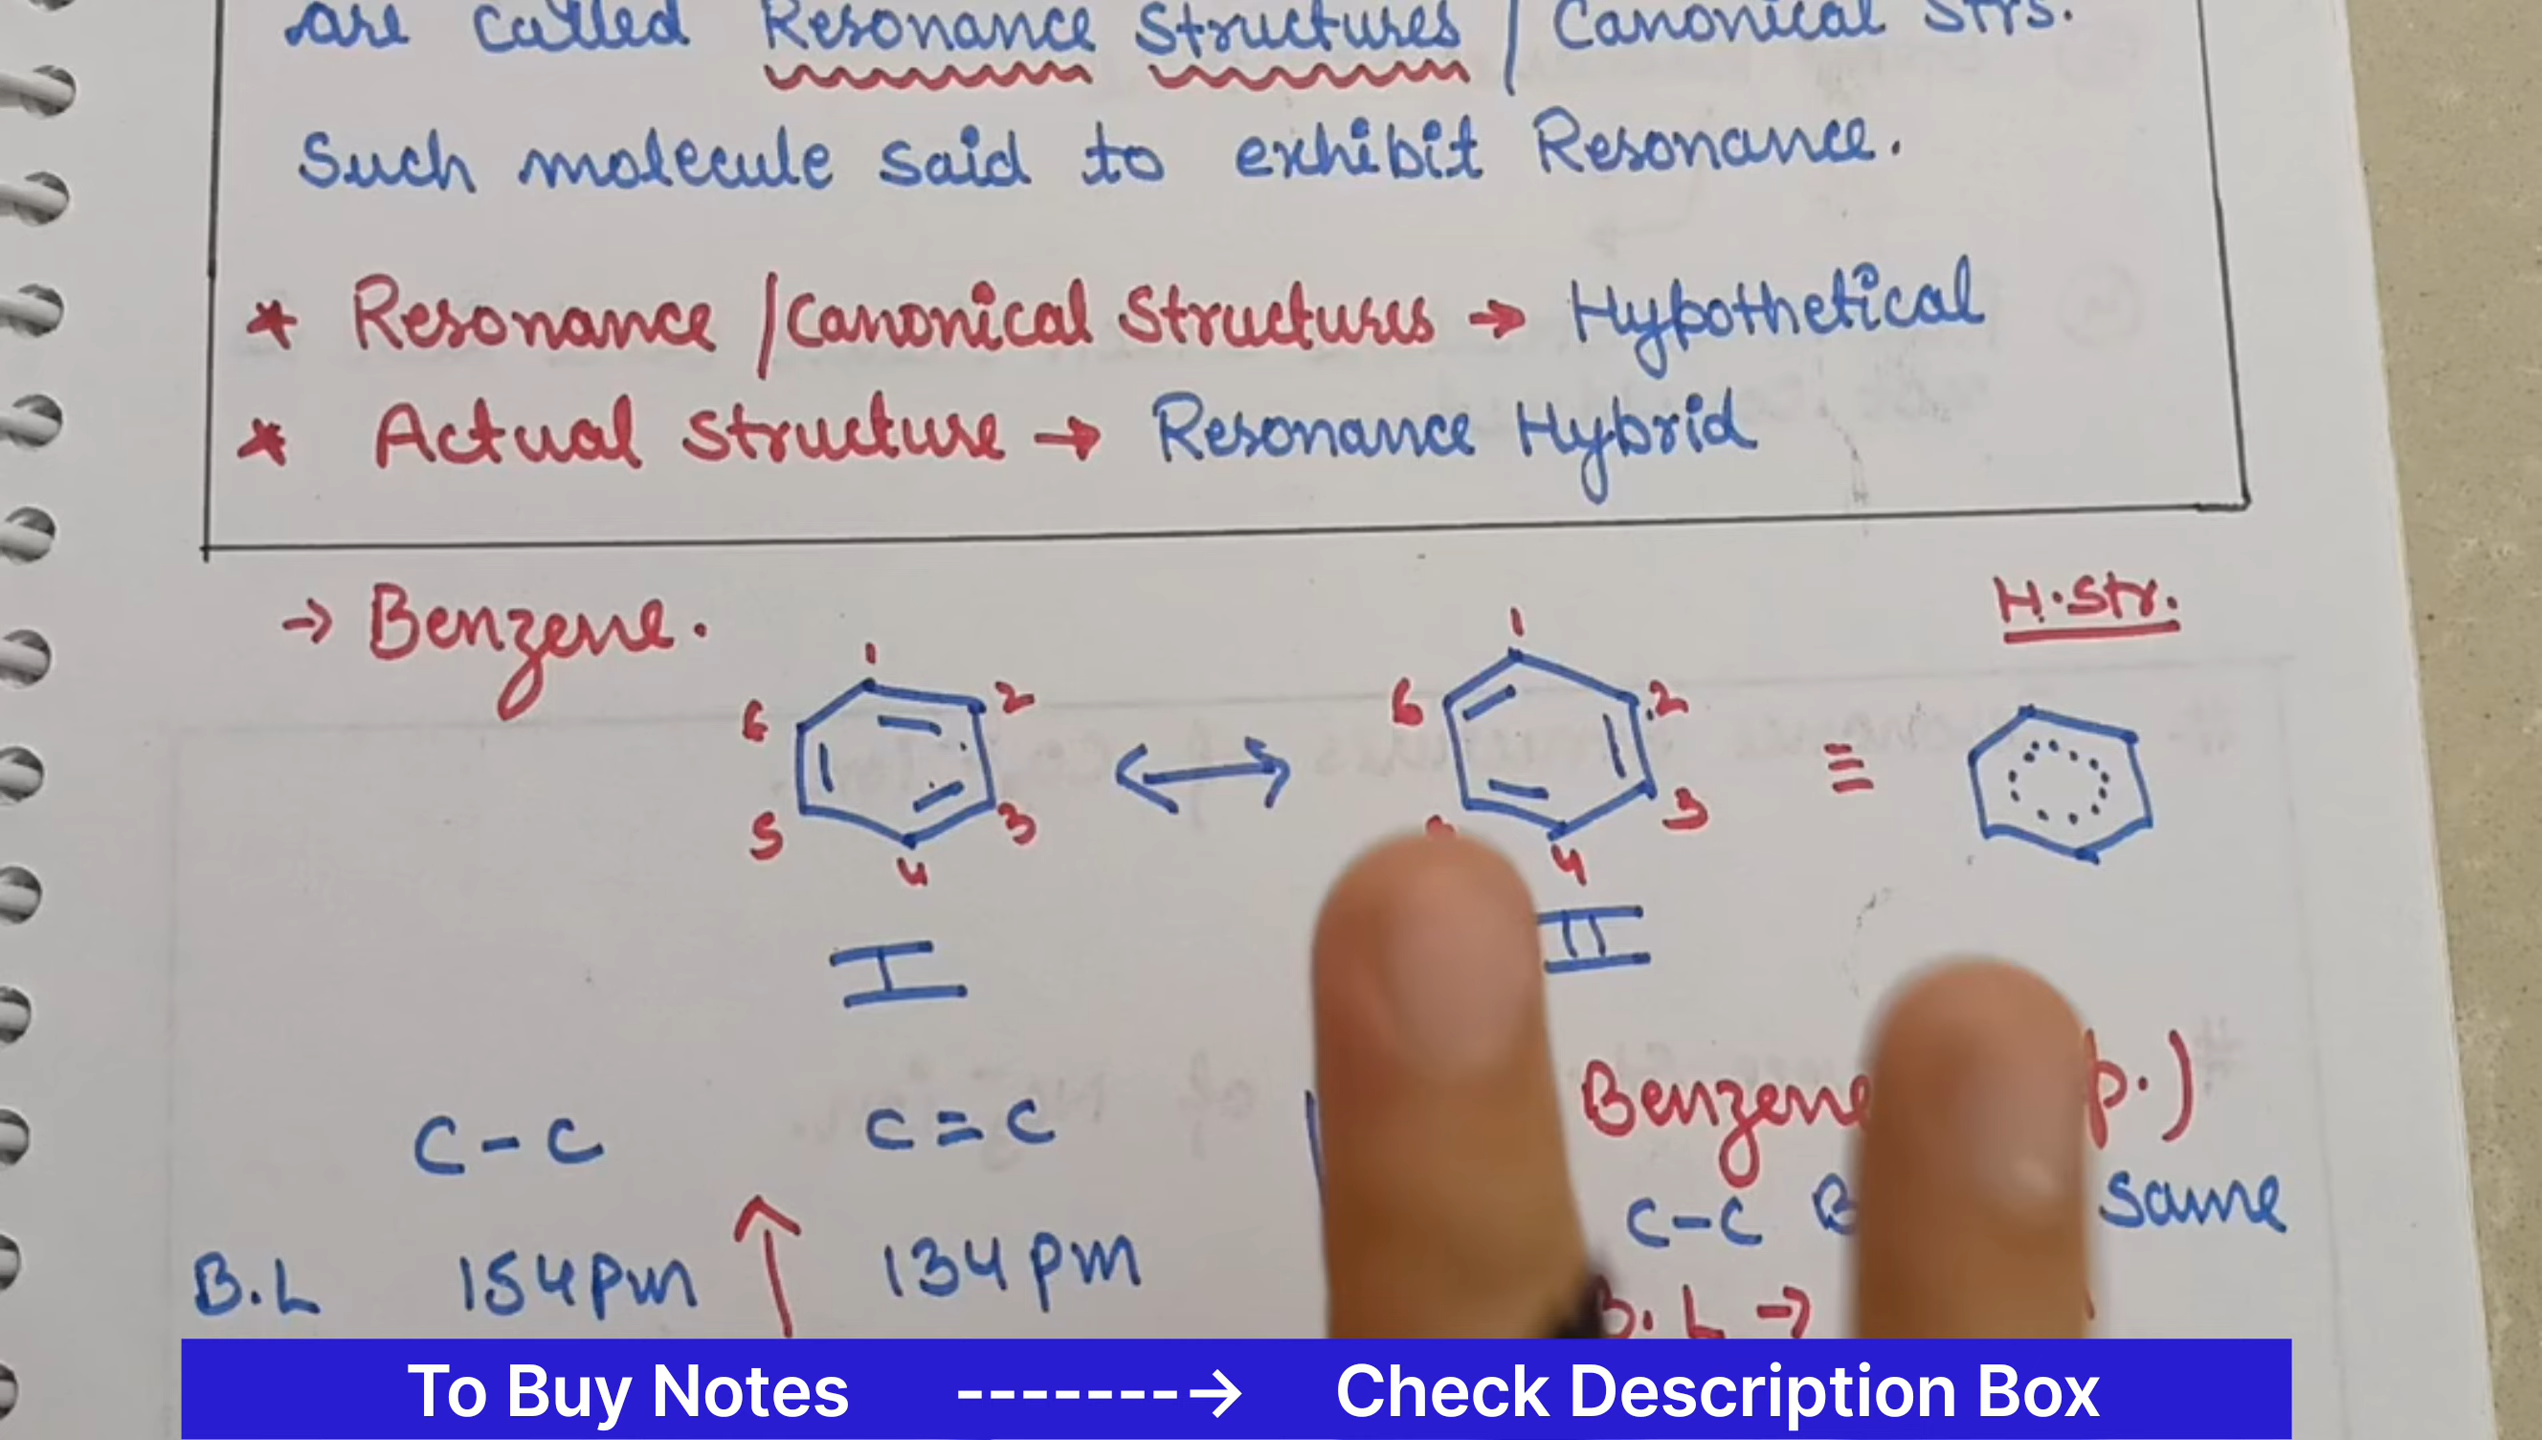 are called Resonance Structures / Canonical Strs.
Such molecule said to exhibit Resonance.
* Resonance / Canonical Structures → Hypothetical
* Actual Structure → Resonance Hybrid
→ Benzene.
H.Str.
1
6 2
5 3
4
↔
1
6 2
3
4
≡
I
II
C-C C=C
B.L 154pm ↑ 134pm
Benzene p.)
C-C B Same
B.L →
To Buy Notes -------→ Check Description Box